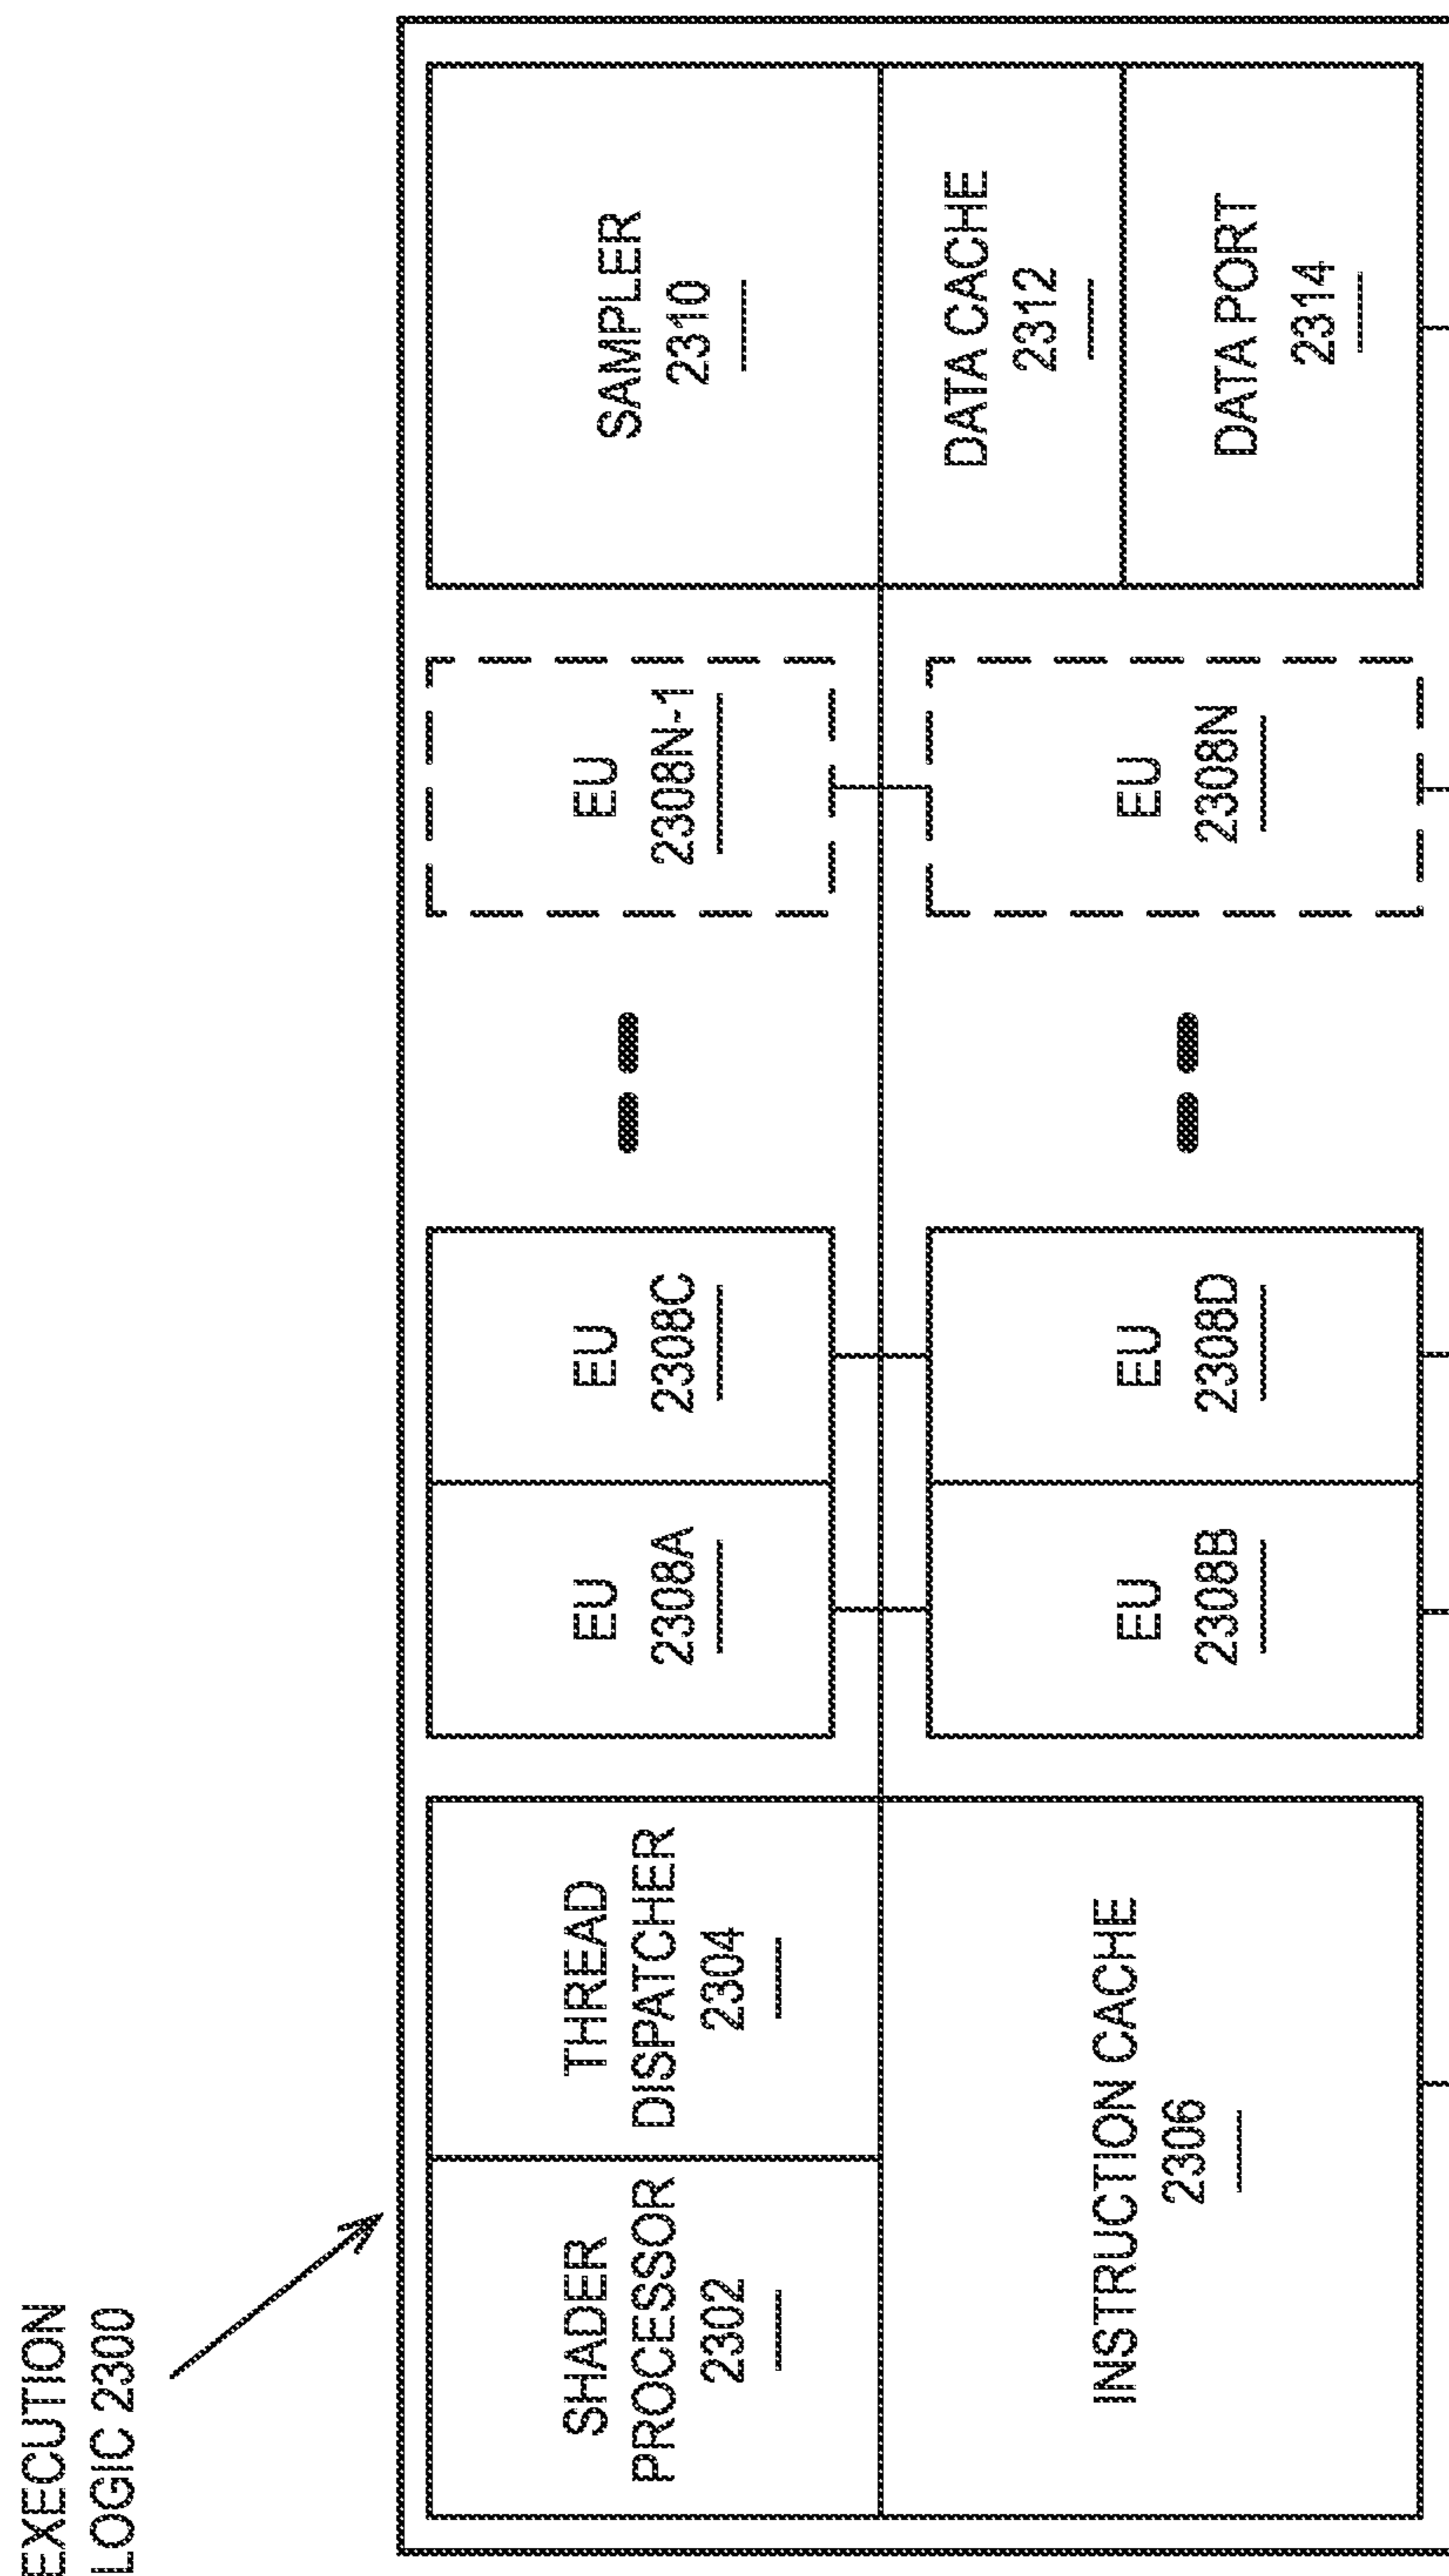 EXECUTION
LOGIC 2300
SHADER
PROCESSOR
2302
THREAD
DISPATCHER
2304
INSTRUCTION CACHE
2306
EU
2308A
EU
2308C
EU
2308N-1
EU
2308B
EU
2308D
EU
2308N
SAMPLER
2310
DATA CACHE
2312
DATA PORT
2314